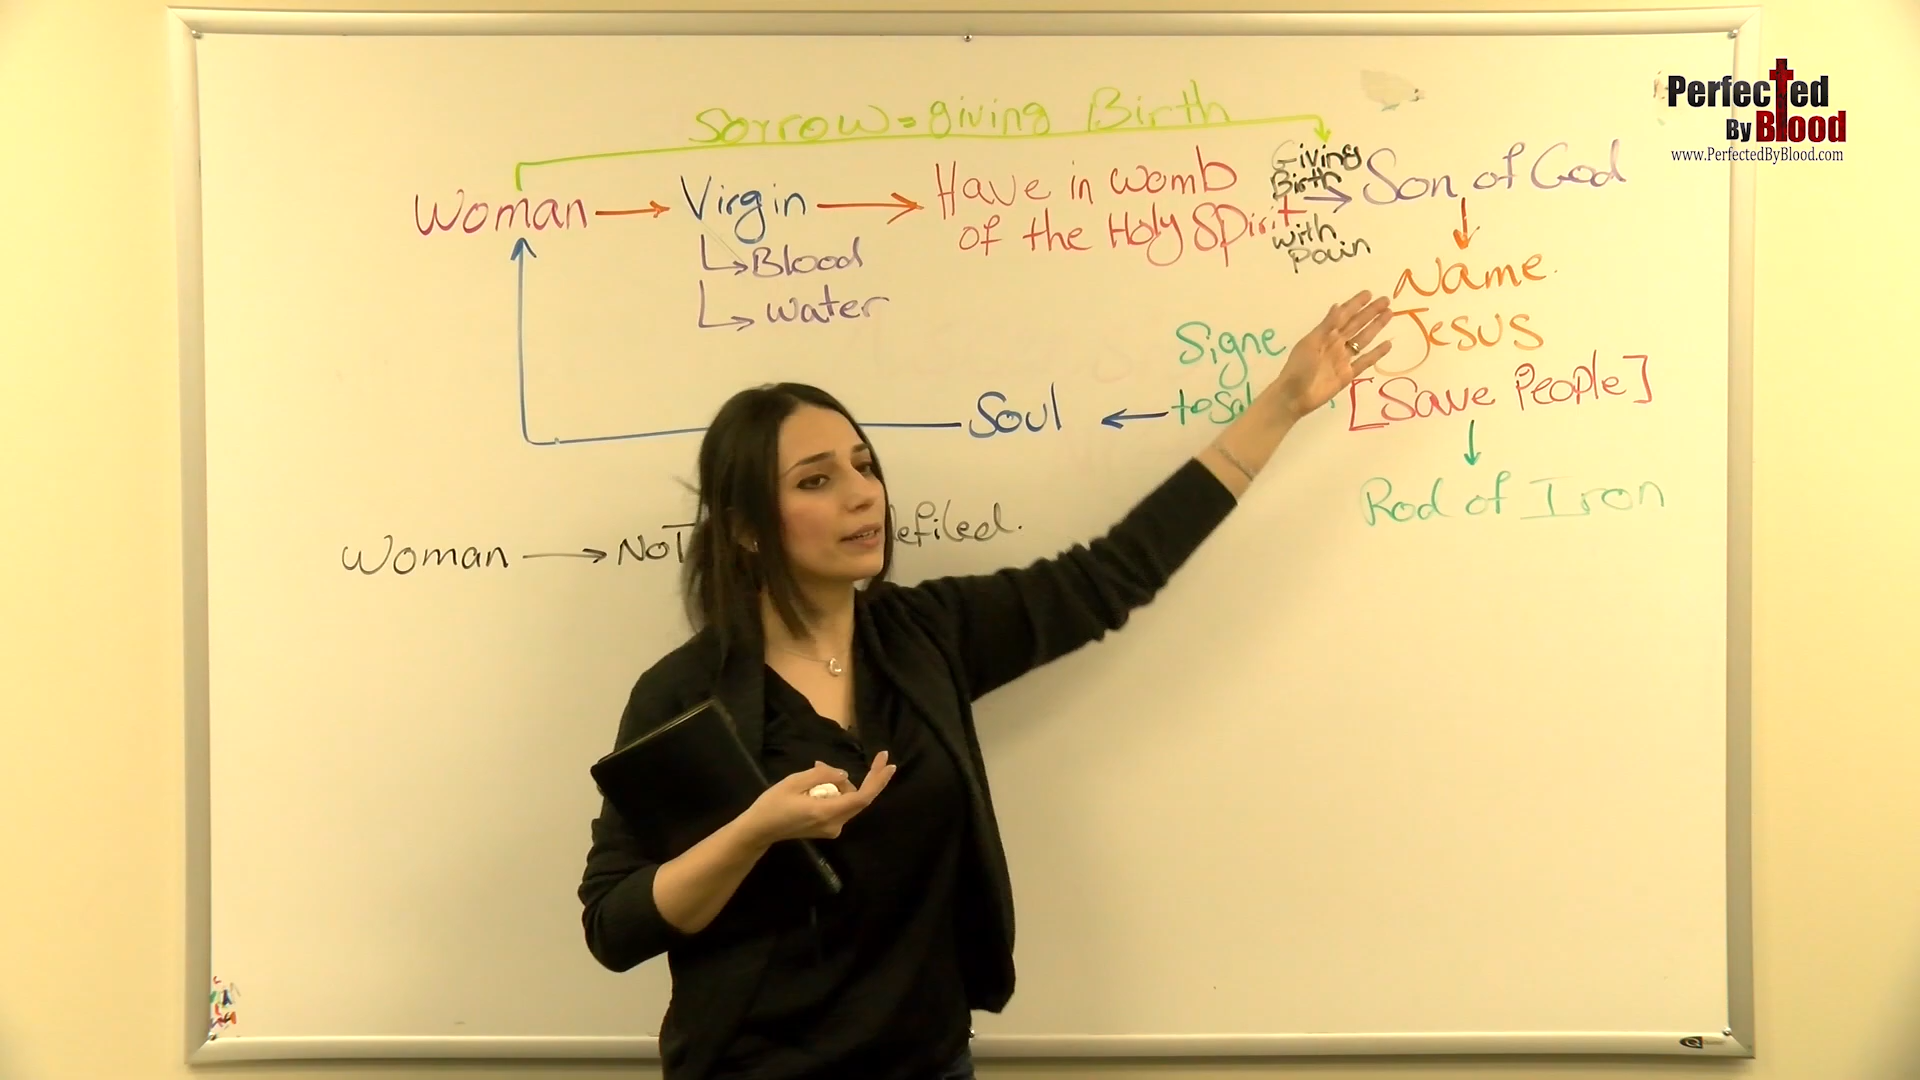 Perfected
By Blood
www.PerfectedByBlood.com
Sorrow = giving Birth
Woman → Virgin → Have in womb
of the Holy Spirit
Giving
Birth
with
Pain
→ Son of God
↳ Blood
↳ water
Name
Jesus
[Save People]
Rod of Iron
Signe
to
← Soul
Woman → NOT
defiled.